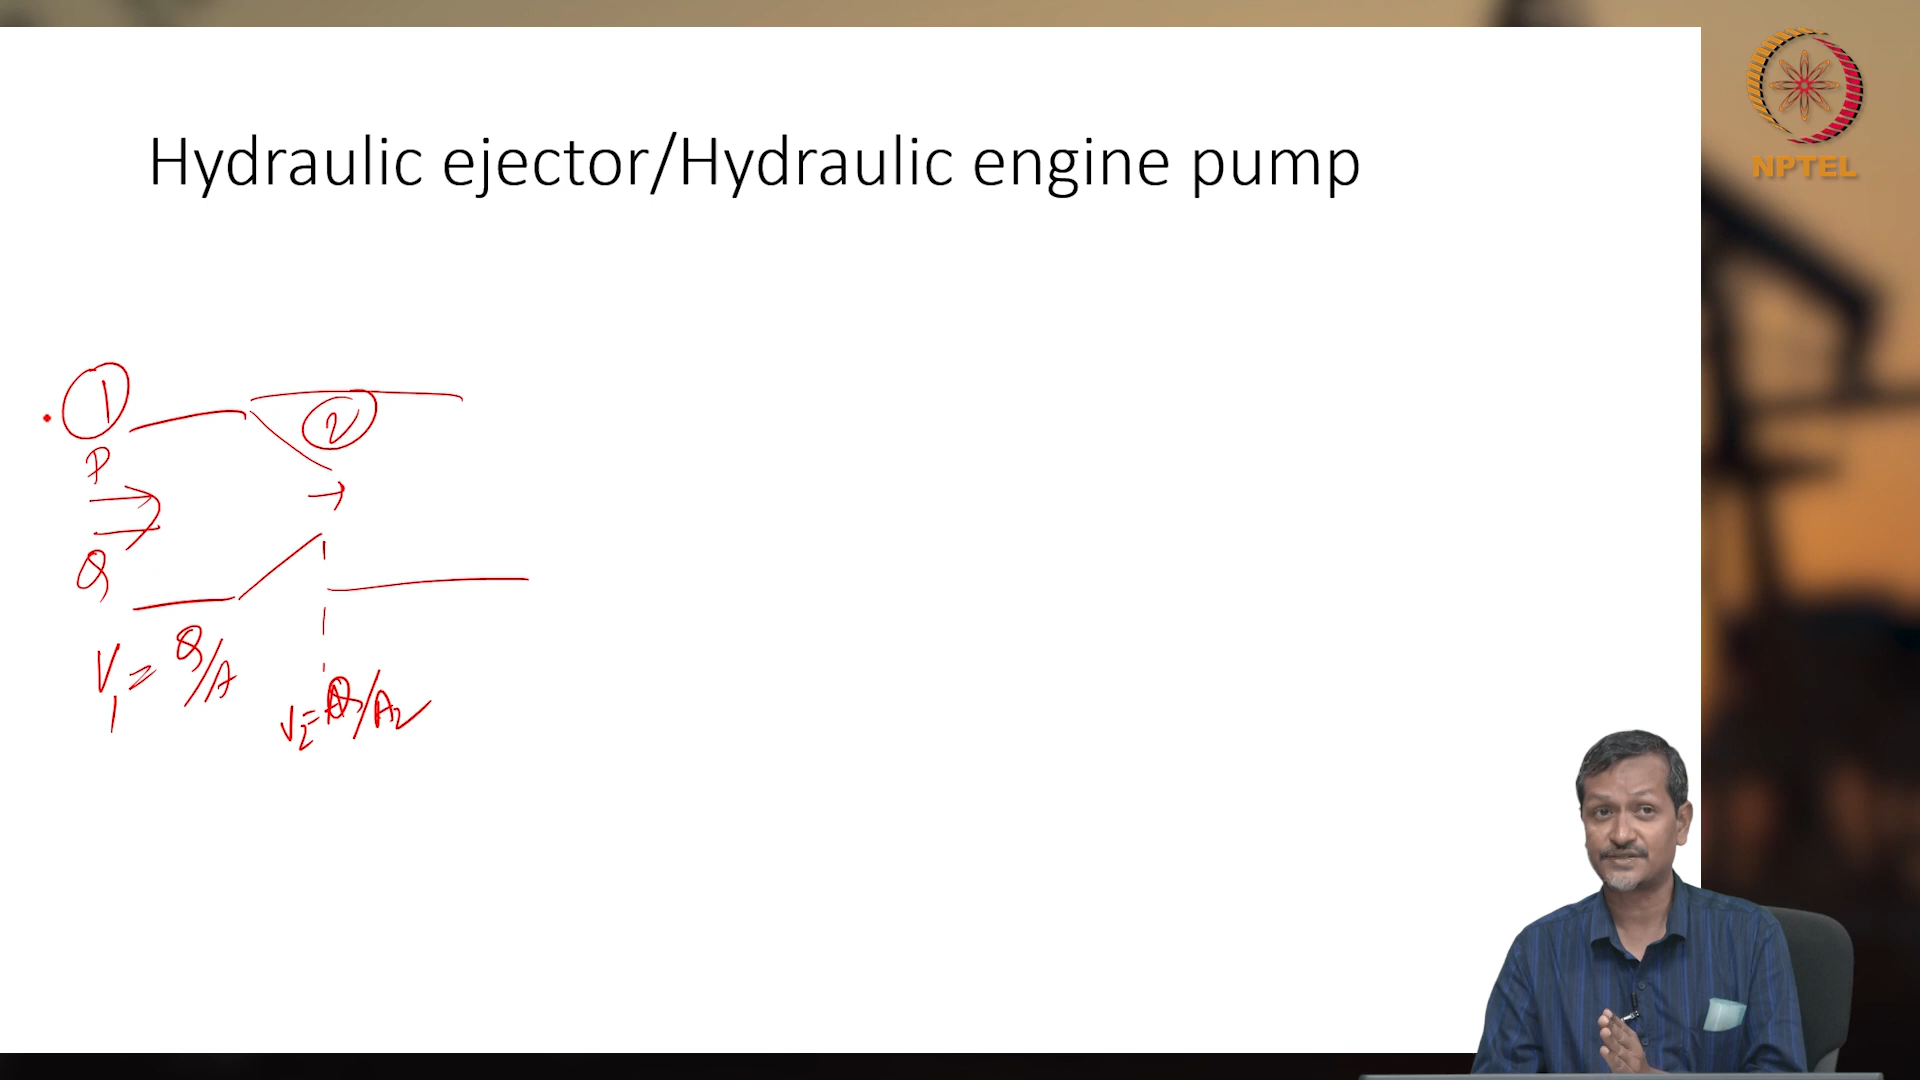 Hydraulic ejector/Hydraulic engine pump
NPTEL
1
2
P
Q
V₁ = Q/A
V₂ = Q/A₂